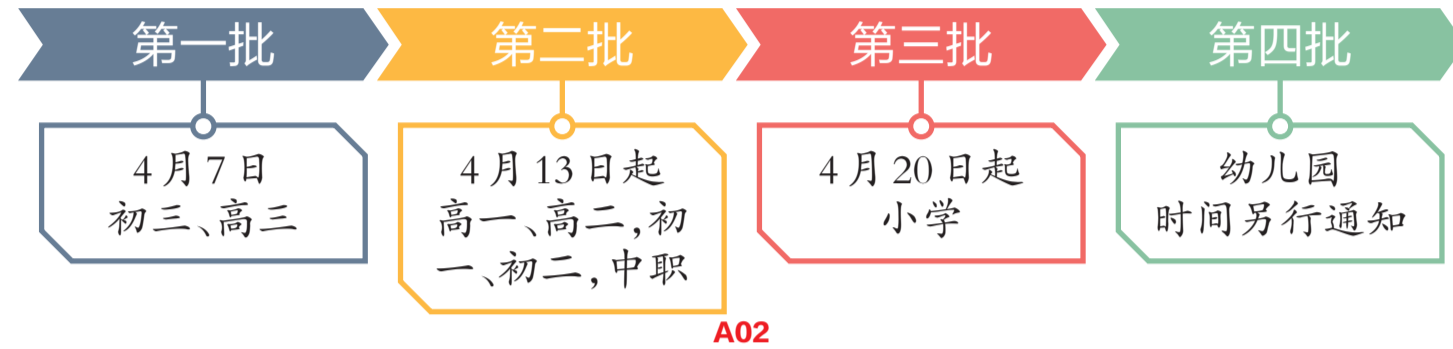 第一批
4月7日
初三、高三
第二批
4月13日起
高一、高二,初
一、初二,中职
第三批
4月20日起
小学
第四批
幼儿园
时间另行通知
A02